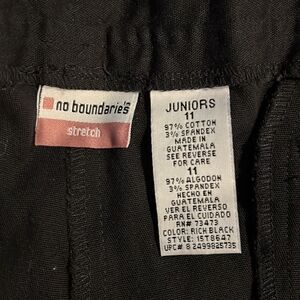 no boundaries™
stretch
JUNIORS
11
97% COTTON
3% SPANDEX
MADE IN
GUATEMALA
SEE REVERSE
FOR CARE
11
97% ALGODON
3% SPANDEX
HECHO EN
GUATEMALA
VER EL REVERSO
PARA EL CUIDADO
RN# 73473
COLOR: RICH BLACK
STYLE: 15T8647
UPC# 8 2499825735